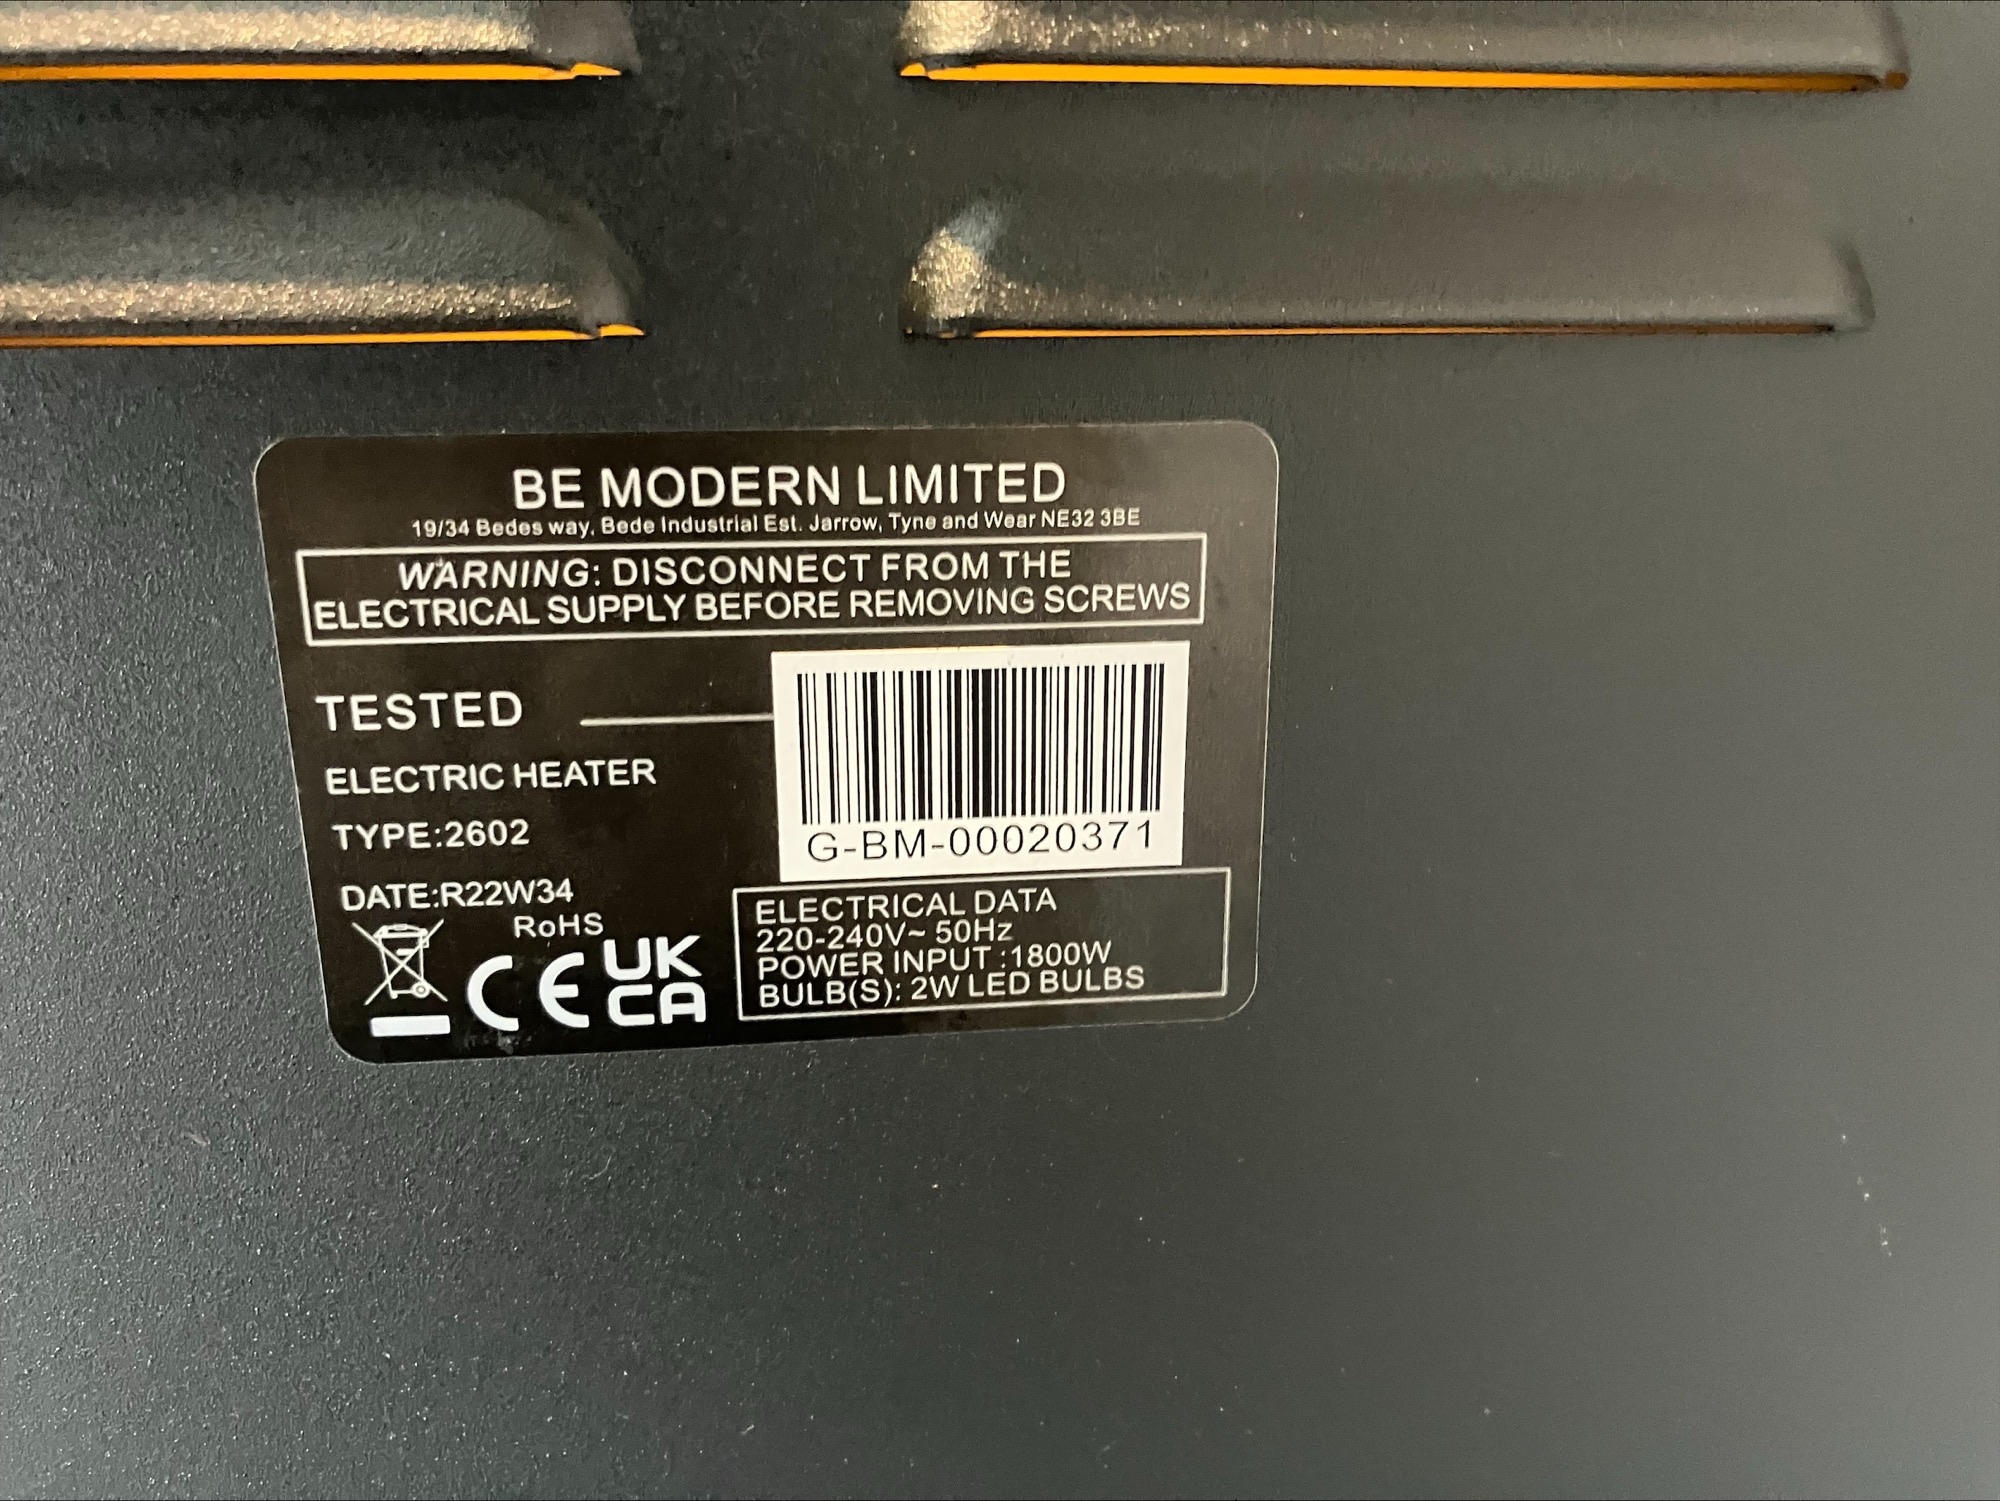 BE MODERN LIMITED
19/34 Bedes way, Bede Industrial Est. Jarrow, Tyne and Wear NE32 3BE
WARNING: DISCONNECT FROM THE
ELECTRICAL SUPPLY BEFORE REMOVING SCREWS
TESTED
ELECTRIC HEATER
TYPE:2602
DATE:R22W34
RoHS
CE UK
CA
G-BM-00020371
ELECTRICAL DATA
220-240V~ 50Hz
POWER INPUT :1800W
BULB(S): 2W LED BULBS